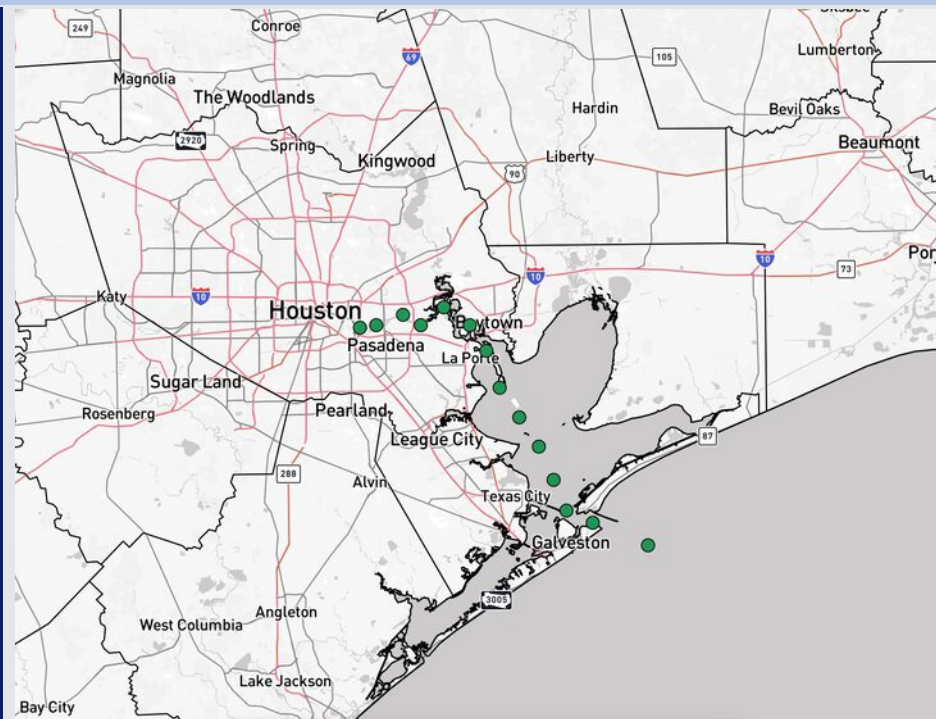 249
Conroe
69
105
Lumberton
Magnolia
The Woodlands
Hardin
Bevil Oaks
2920
Spring
Kingwood
Liberty
Beaumont
90
10
10
73
Katy
10
Houston
Baytown
Pasadena
La Porte
Sugar Land
Rosenberg
Pearland
League City
87
288
Alvin
Texas City
Galveston
3005
Angleton
West Columbia
Lake Jackson
Bay City